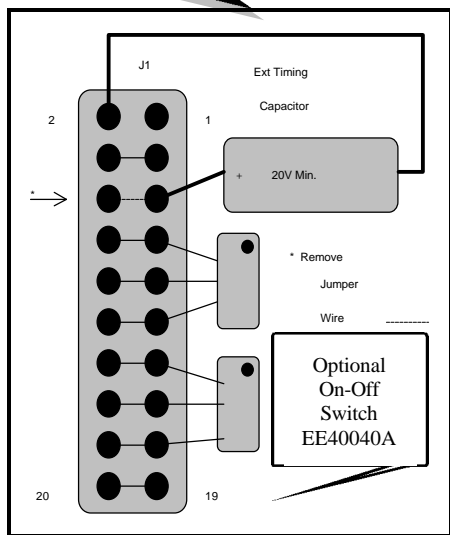 J1
Ext Timing
Capacitor
2
1
+ 20V Min.
*
* Remove
Jumper
Wire
Optional
On-Off
Switch
EE40040A
20
19